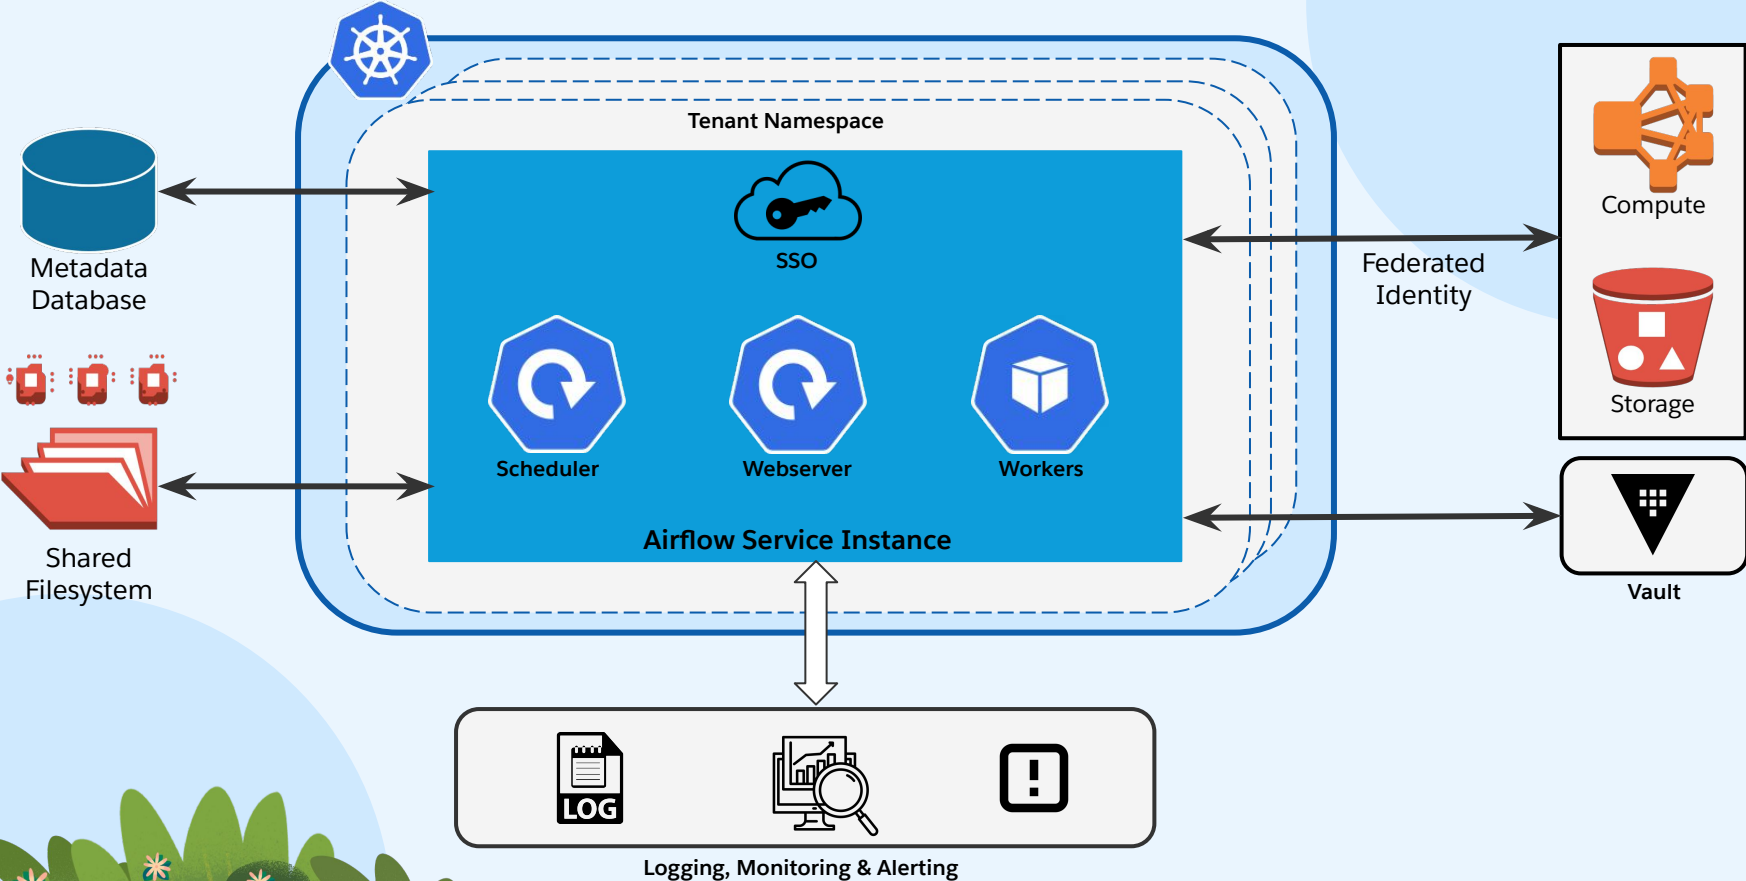 Tenant Namespace
SSO
Scheduler
Webserver
Workers
Airflow Service Instance
Metadata
Database
Shared
Filesystem
Federated
Identity
Compute
Storage
Vault
LOG
Logging, Monitoring & Alerting